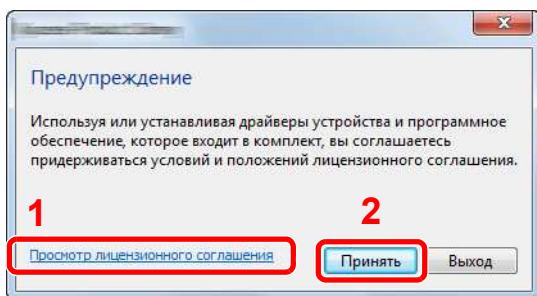 Предупреждение
Используя или устанавливая драйверы устройства и программное
обеспечение, которое входит в комплект, вы соглашаетесь
придерживаться условий и положений лицензионного соглашения.
1
2
Просмотр лицензионного соглашения
Принять
Выход